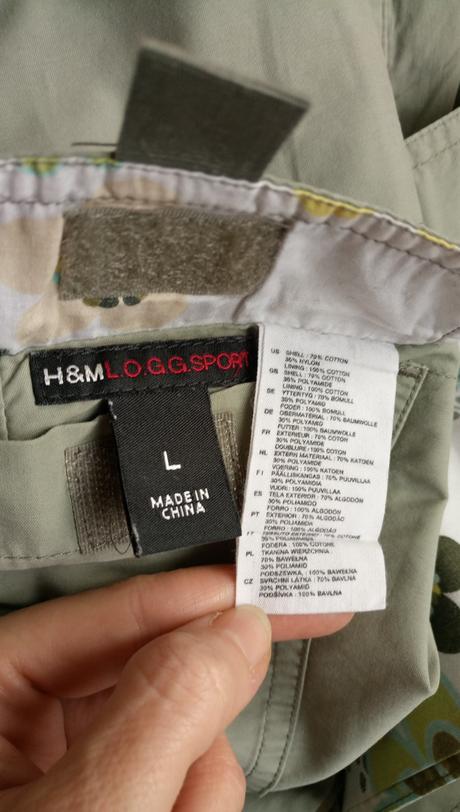 H&M L.O.G.G. SPORT
L
MADE IN
CHINA
US SHELL : 70% COTTON
30% NYLON
LINING : 100% COTTON
GB SHELL : 70% COTTON
30% POLYAMIDE
LINING : 100% COTTON
SE YTTERTYG : 70% BOMULL
30% POLYAMID
FODER : 100% BOMULL
DE OBERMATERIAL : 70% BAUMWOLLE
30% POLYAMID
FUTTER : 100% BAUMWOLLE
FR EXTERIEUR : 70% COTON
30% POLYAMIDE
DOUBLURE : 100% COTON
NL EXTERN MATERIAAL : 70% KATOEN
30% POLYAMIDE
VOERING : 100% KATOEN
FI PÄÄLLISKANGAS : 70% PUUVILLAA
30% POLYAMIDIA
VUORI : 100% PUUVILLAA
ES TELA EXTERIOR : 70% ALGODÓN
30% POLIAMIDA
FORRO : 100% ALGODÓN
PT EXTERIOR : 70% ALGODÃO
30% POLIAMIDA
FORRO : 100% ALGODÃO
30% POLIAMMIDE
FODERA : 100% COTONE
PL TKANINA WIERZCHNIA :
70% BAWEŁNA
30% POLIAMID
PODSZEWKA : 100% BAWEŁNA
CZ SVRCHNÍ LÁTKA : 70% BAVLNA
30% POLIAMID
PODŠÍVKA : 100% BAVLNA